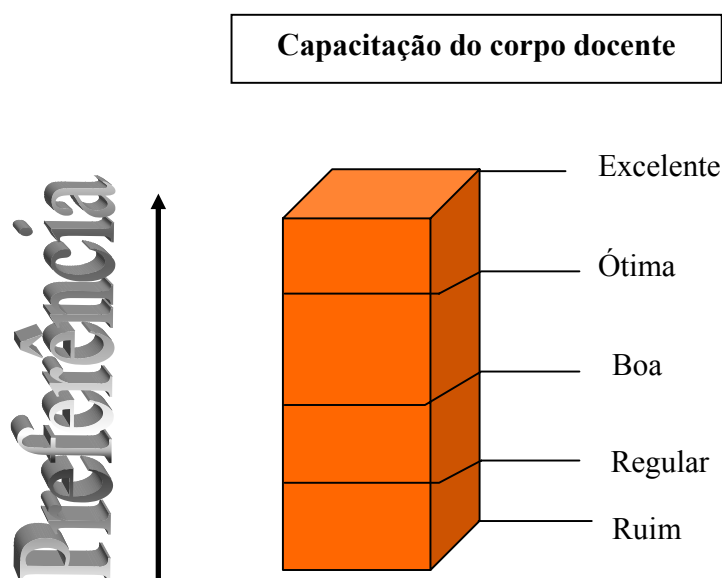 Capacitação do corpo docente
Preferência
Excelente
Ótima
Boa
Regular
Ruim